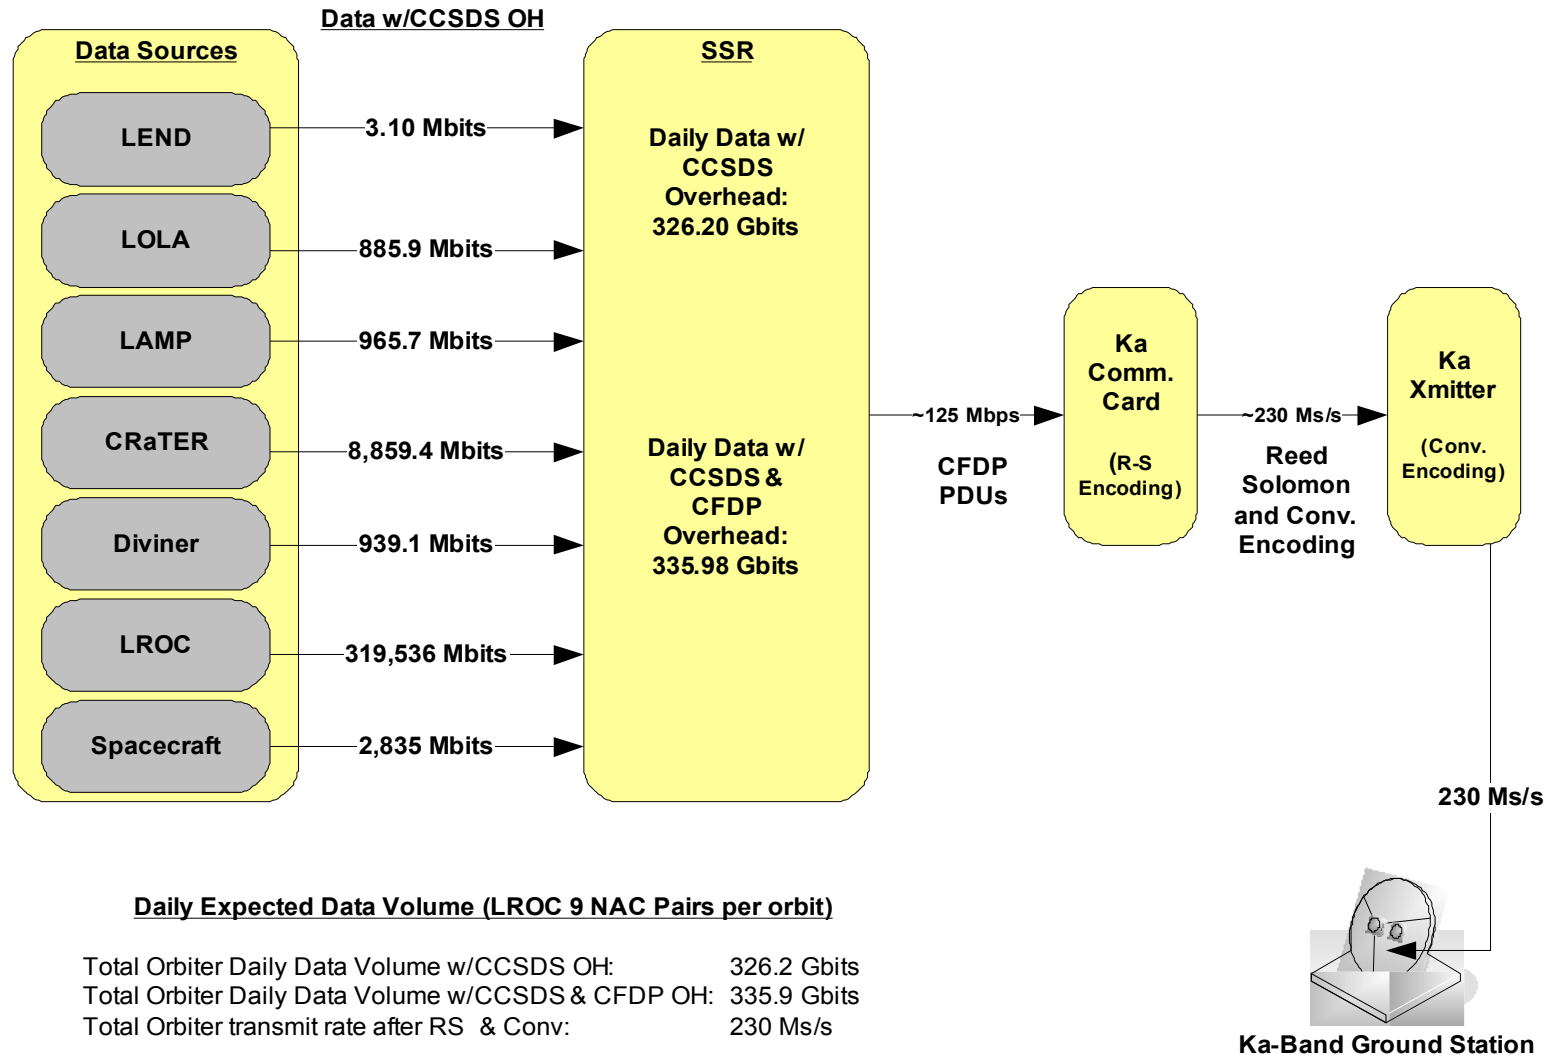 Data w/CCSDS OH
Data Sources
LEND
LOLA
LAMP
CRaTER
Diviner
LROC
Spacecraft
3.10 Mbits
885.9 Mbits
965.7 Mbits
8,859.4 Mbits
939.1 Mbits
319,536 Mbits
2,835 Mbits
SSR
Daily Data w/
CCSDS
Overhead:
326.20 Gbits
Daily Data w/
CCSDS &
CFDP
Overhead:
335.98 Gbits
~125 Mbps
CFDP
PDUs
Ka
Comm.
Card
(R-S
Encoding)
~230 Ms/s
Reed
Solomon
and Conv.
Encoding
Ka
Xmitter
(Conv.
Encoding)
230 Ms/s
Ka-Band Ground Station
Daily Expected Data Volume (LROC 9 NAC Pairs per orbit)
Total Orbiter Daily Data Volume w/CCSDS OH: 326.2 Gbits
Total Orbiter Daily Data Volume w/CCSDS & CFDP OH: 335.9 Gbits
Total Orbiter transmit rate after RS & Conv: 230 Ms/s